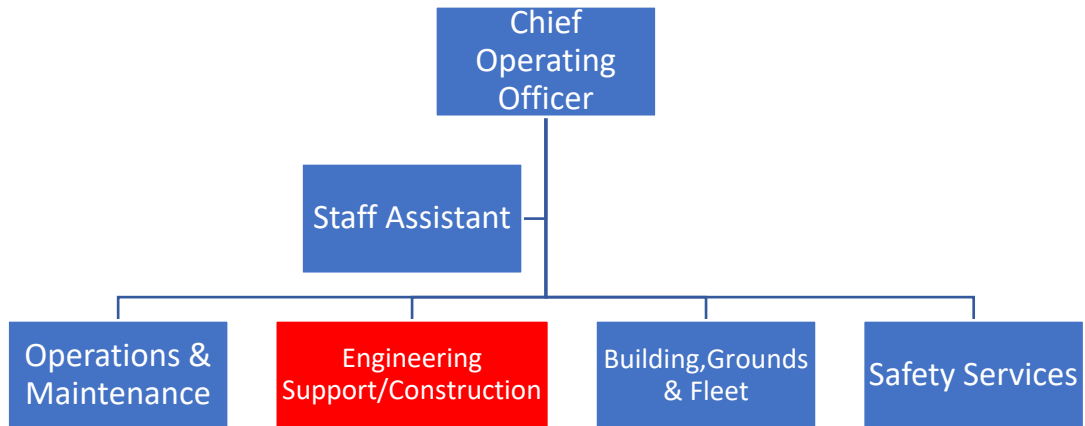 Chief
Operating
Officer
Staff Assistant
Operations &
Maintenance
Engineering
Support/Construction
Building,Grounds
& Fleet
Safety Services